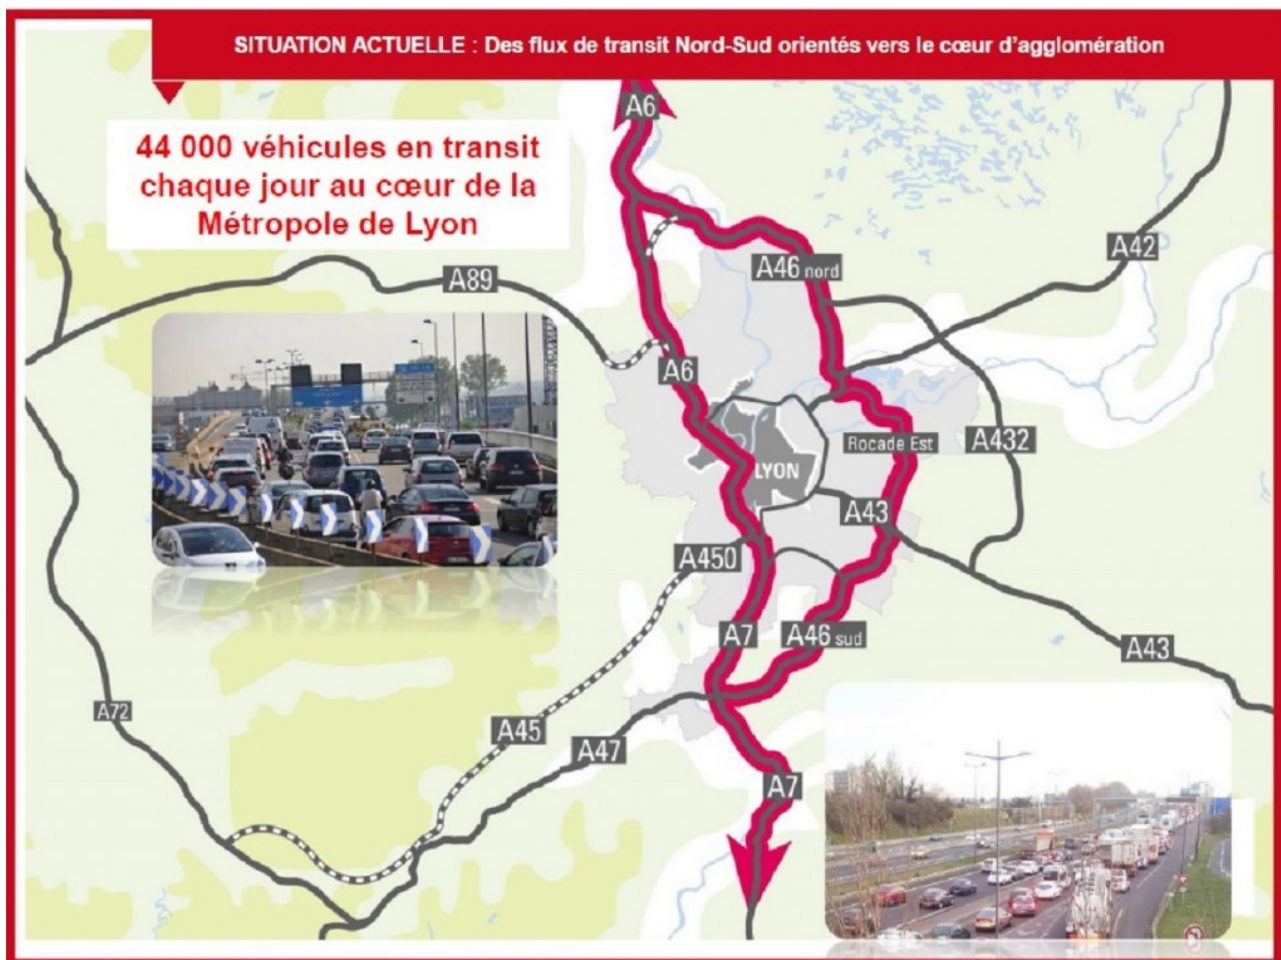 SITUATION ACTUELLE : Des flux de transit Nord-Sud orientés vers le cœur d'agglomération
44 000 véhicules en transit
chaque jour au cœur de la
Métropole de Lyon
A6
A89
A46 nord
A42
A6
Rocade Est
A432
LYON
A43
A450
A7
A46 sud
A43
A72
A45
A47
A7